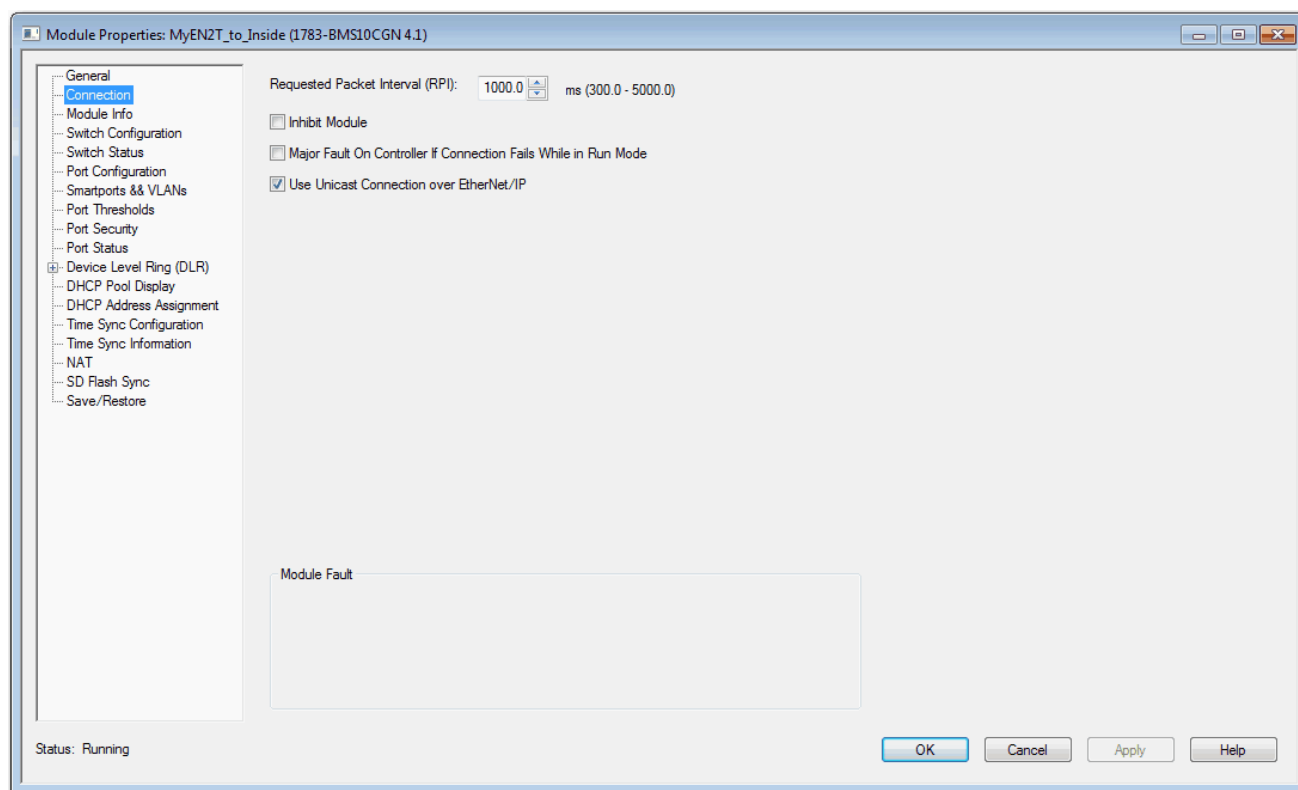 Module Properties: MyEN2T_to_Inside (1783-BMS10CGN 4.1)
General
Connection
Module Info
Switch Configuration
Switch Status
Port Configuration
Smartports && VLANs
Port Thresholds
Port Security
Port Status
Device Level Ring (DLR)
DHCP Pool Display
DHCP Address Assignment
Time Sync Configuration
Time Sync Information
NAT
SD Flash Sync
Save/Restore
Requested Packet Interval (RPI): 1000.0 ms (300.0 - 5000.0)
Inhibit Module
Major Fault On Controller If Connection Fails While in Run Mode
Use Unicast Connection over EtherNet/IP
Module Fault
Status: Running
OK Cancel Apply Help